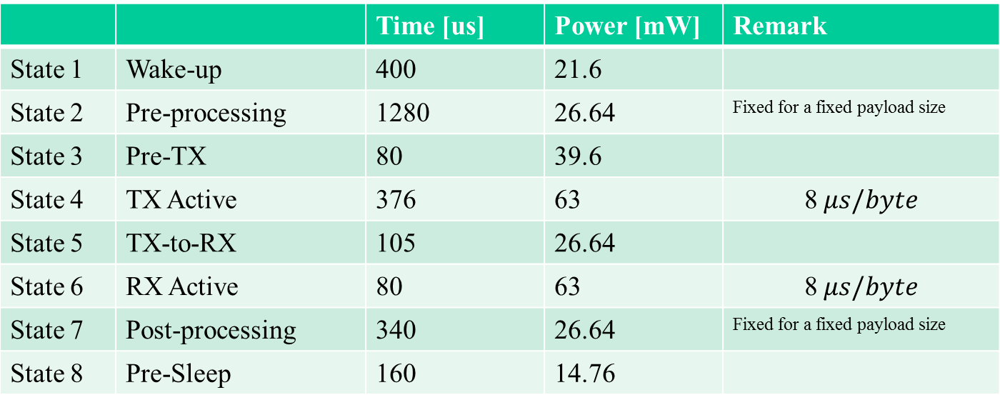 Time [us] Power [mW] Remark
State 1 Wake-up 400 21.6
State 2 Pre-processing 1280 26.64 Fixed for a fixed payload size
State 3 Pre-TX 80 39.6
State 4 TX Active 376 63 8 μs/byte
State 5 TX-to-RX 105 26.64
State 6 RX Active 80 63 8 μs/byte
State 7 Post-processing 340 26.64 Fixed for a fixed payload size
State 8 Pre-Sleep 160 14.76